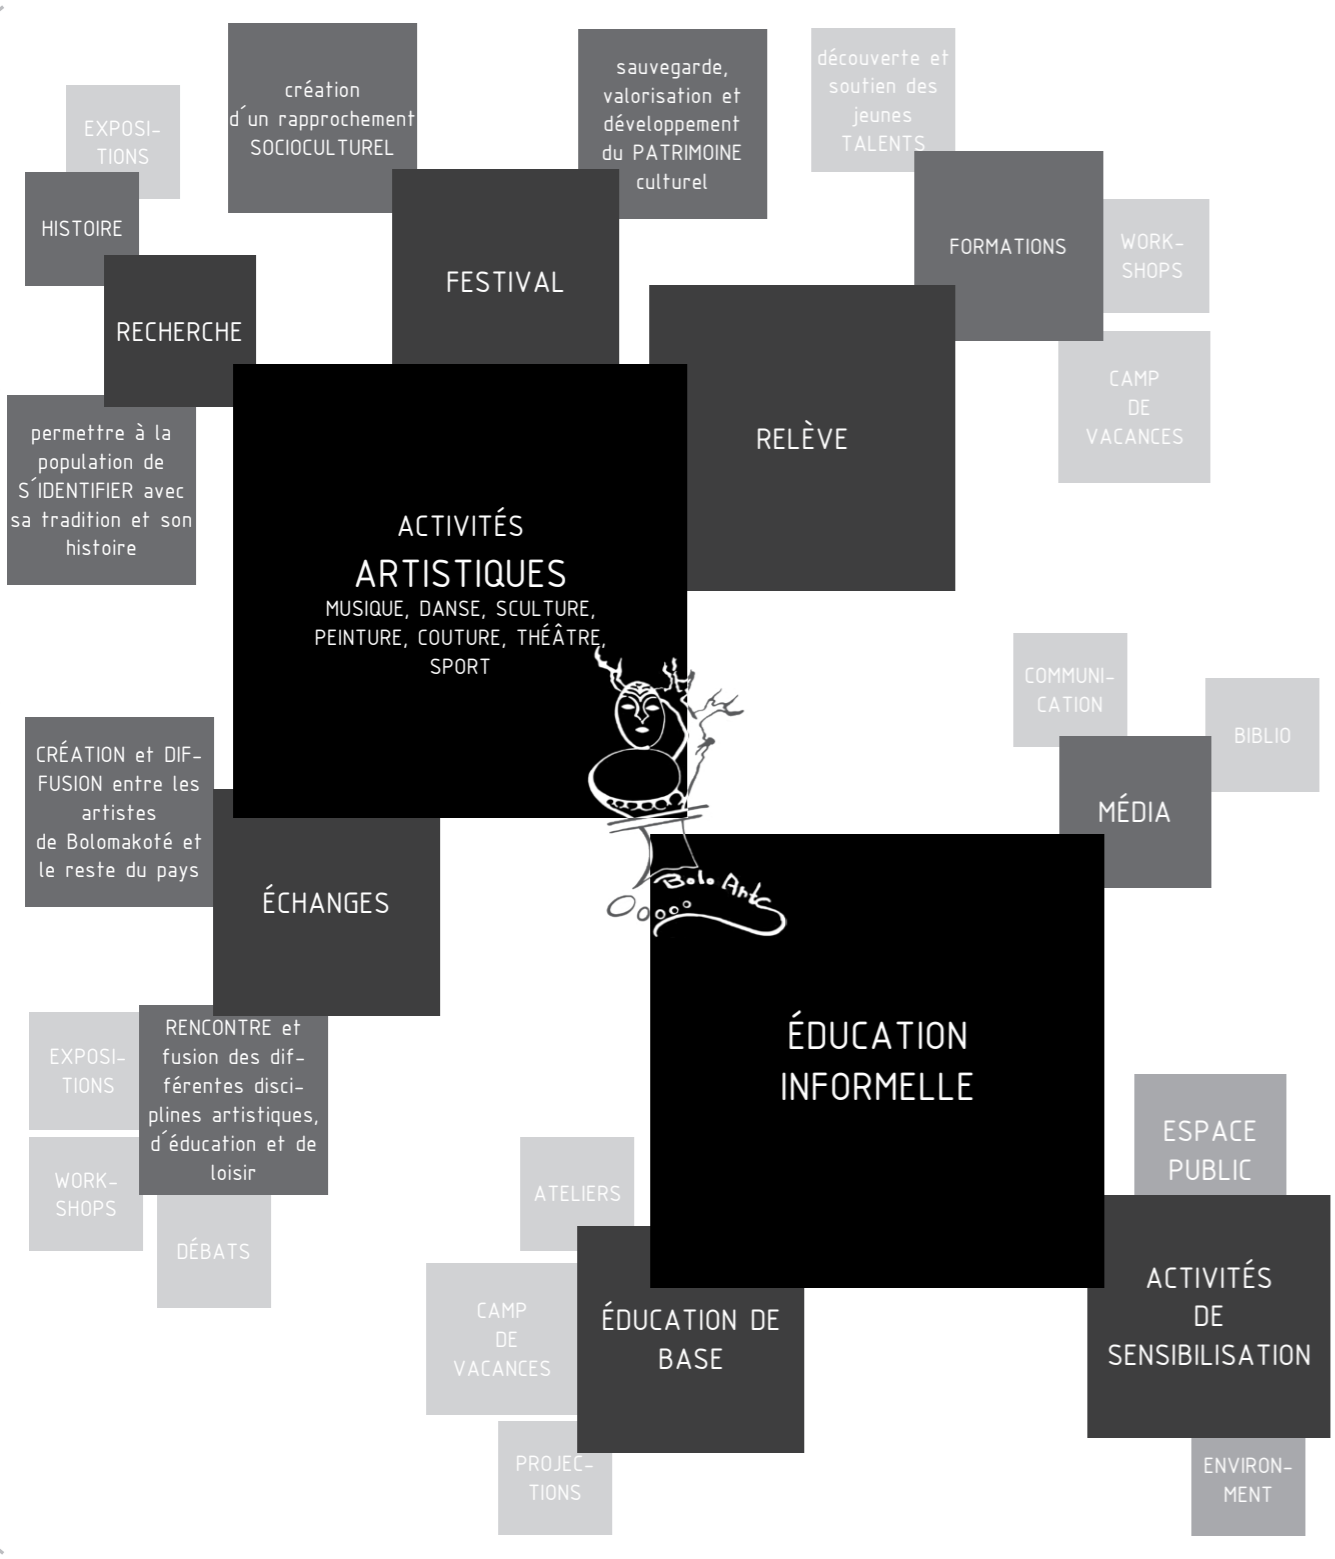 création
d´un rapprochement
SOCIOCULTUREL
sauvegarde,
valorisation et
développement
du PATRIMOINE
culturel
découverte et
soutien des
jeunes
TALENTS
EXPOSI-
TIONS
HISTOIRE
RECHERCHE
FESTIVAL
FORMATIONS
WORK-
SHOPS
CAMP
DE
VACANCES
RELÈVE
permettre à la
population de
S´IDENTIFIER avec
sa tradition et son
histoire
ACTIVITÉS
ARTISTIQUES
MUSIQUE, DANSE, SCULTURE,
PEINTURE, COUTURE, THÉÂTRE,
SPORT
COMMUNI-
CATION
BIBLIO
MÉDIA
CRÉATION et DIF-
FUSION entre les
artistes
de Bolomakoté et
le reste du pays
ÉCHANGES
Bolo Arts
ÉDUCATION
INFORMELLE
RENCONTRE et
fusion des dif-
férentes disci-
plines artistiques,
d´éducation et de
loisir
EXPOSI-
TIONS
WORK-
SHOPS
DÉBATS
ATELIERS
CAMP
DE
VACANCES
ÉDUCATION DE
BASE
PROJEC-
TIONS
ESPACE
PUBLIC
ACTIVITÉS
DE
SENSIBILISATION
ENVIRON-
MENT